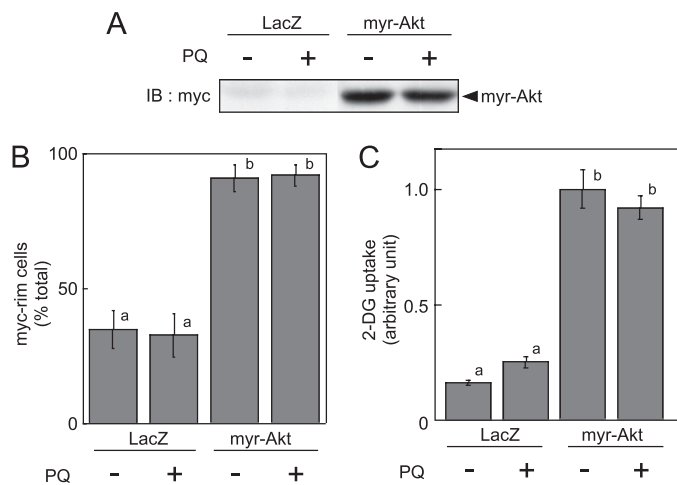 A
LacZ myr-Akt
PQ - + - +
IB : myc
myr-Akt
B
myc-rim cells
(% total)
100
50
0
a a b b
LacZ myr-Akt
PQ - + - +
C
2-DG uptake
(arbitrary unit)
1.0
0.5
0
a a b b
LacZ myr-Akt
PQ - + - +